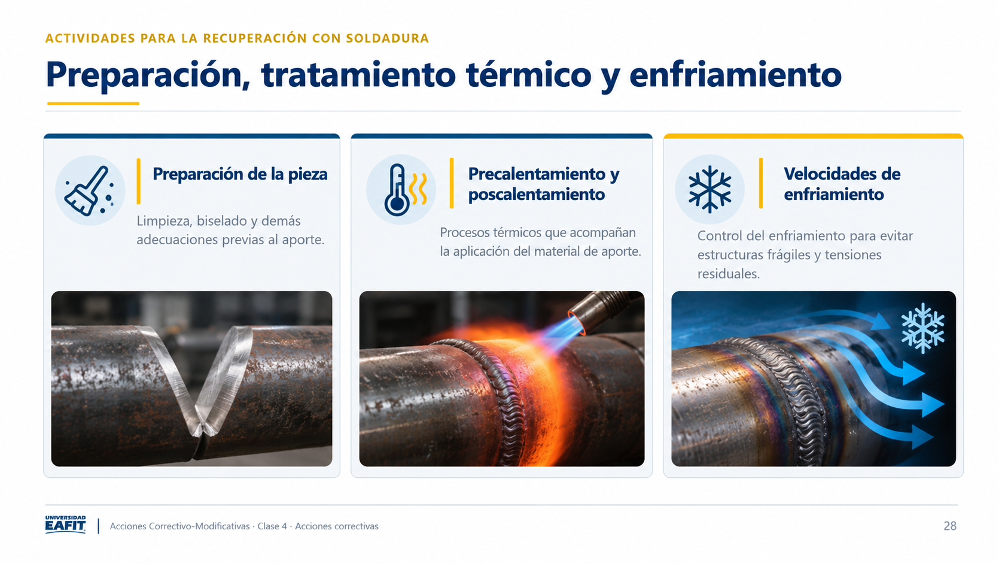 ACTIVIDADES PARA LA RECUPERACIÓN CON SOLDADURA
Preparación, tratamiento térmico y enfriamiento
Preparación de la pieza
Limpieza, biselado y demás
adecuaciones previas al aporte.
Precalentamiento y
poscalentamiento
Procesos térmicos que acompañan
la aplicación del material de aporte.
Velocidades de
enfriamiento
Control del enfriamiento para evitar
estructuras frágiles y tensiones
residuales.
UNIVERSIDAD
EAFIT
Acciones Correctivo-Modificativas · Clase 4 · Acciones correctivas
28